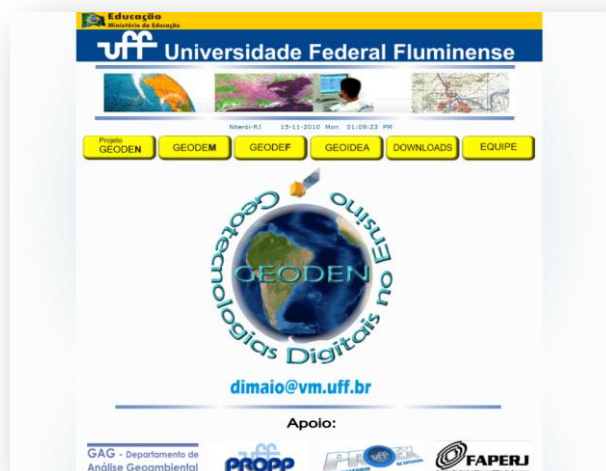 Educação
Ministério da Educação
uff Universidade Federal Fluminense
Niterói-RJ 15-11-2010 Mon 01:09:23 PM
Projeto
GEODEN
GEODEM
GEODEF
GEOIDEA
DOWNLOADS
EQUIPE
Geotecnologias Digitais no Ensino
GEODEN
dimaio@vm.uff.br
Apoio:
GAG - Departamento de
Análise Geoambiental
PROPP
PROEX
FAPERJ